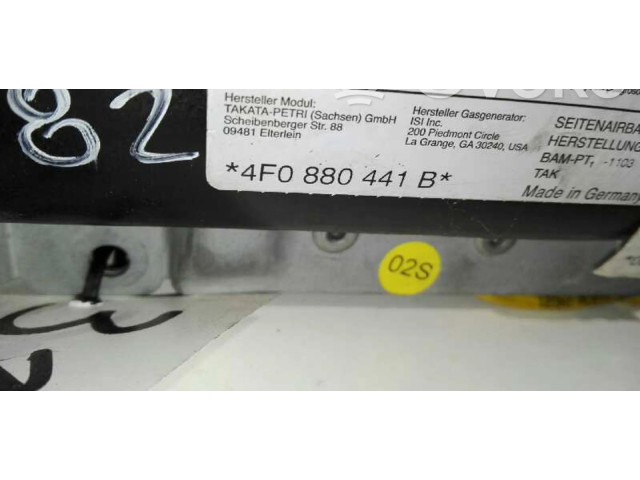 82
Hersteller Modul:
TAKATA-PETRI (Sachsen) GmbH
Scheibenberger Str. 88
09481 Elterlein
Hersteller Gasgenerator:
ISI Inc.
200 Piedmont Circle
La Grange, GA 30240, USA
SEITENAIRBA
HERSTELLUNG
BAM-PT, -1103
TAK
Made in Germany
*4F0 880 441 B*
02S